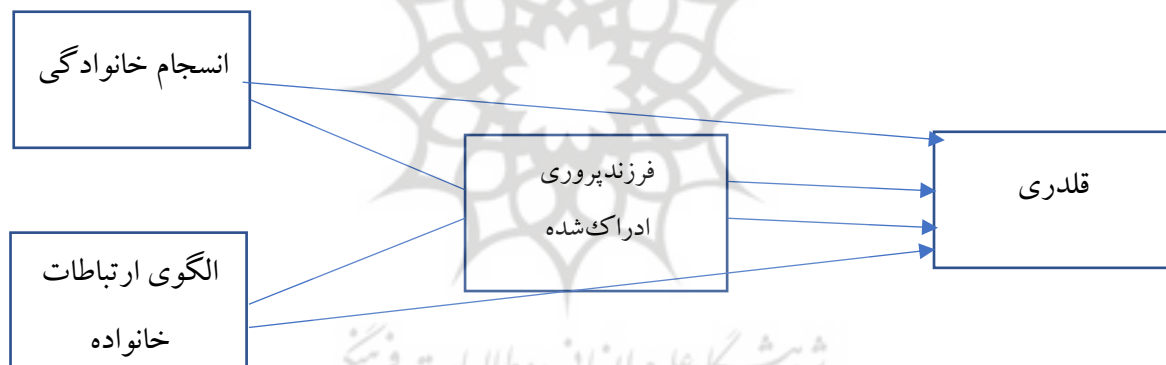 انسجام خانوادگی
فرزندپروری
ادراک‌شده
قلدری
الگوی ارتباطات
خانواده